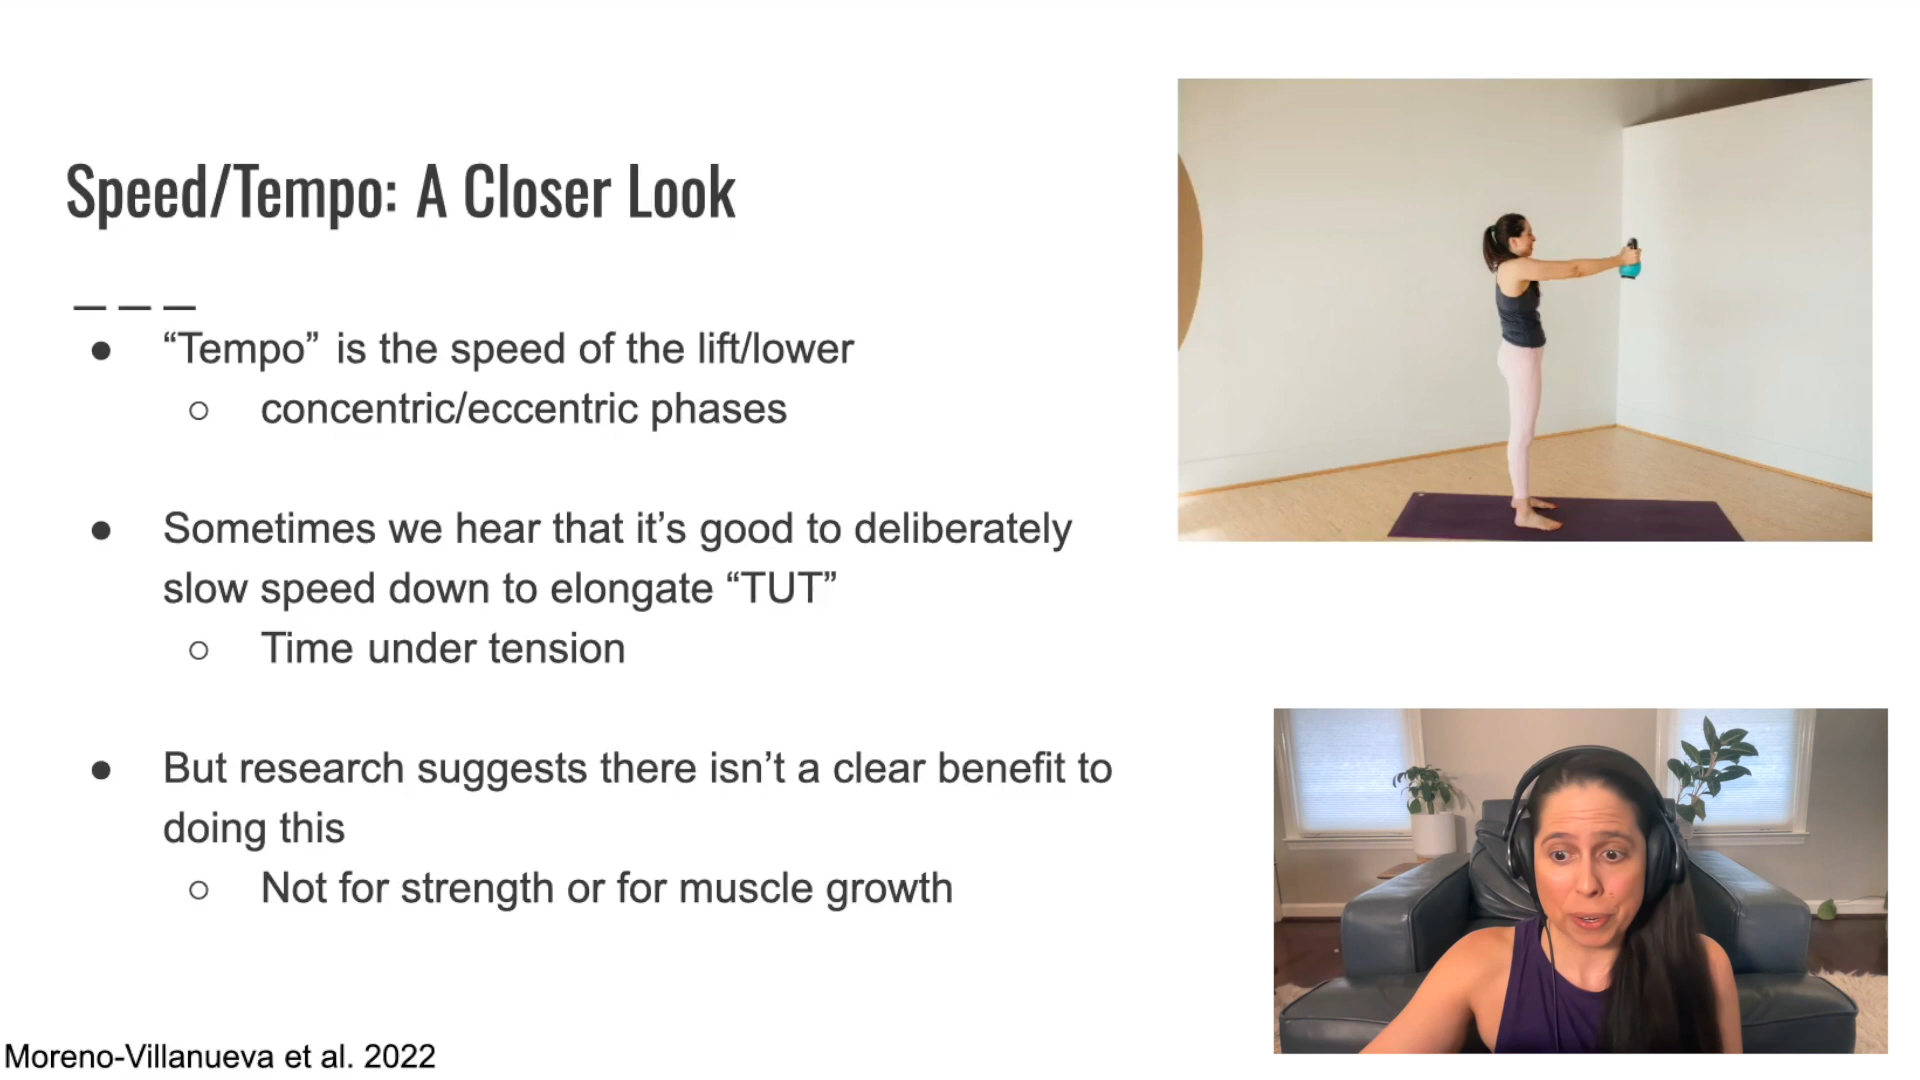 Speed/Tempo: A Closer Look
● “Tempo” is the speed of the lift/lower
○ concentric/eccentric phases
● Sometimes we hear that it’s good to deliberately
slow speed down to elongate “TUT”
○ Time under tension
● But research suggests there isn’t a clear benefit to
doing this
○ Not for strength or for muscle growth
Moreno-Villanueva et al. 2022